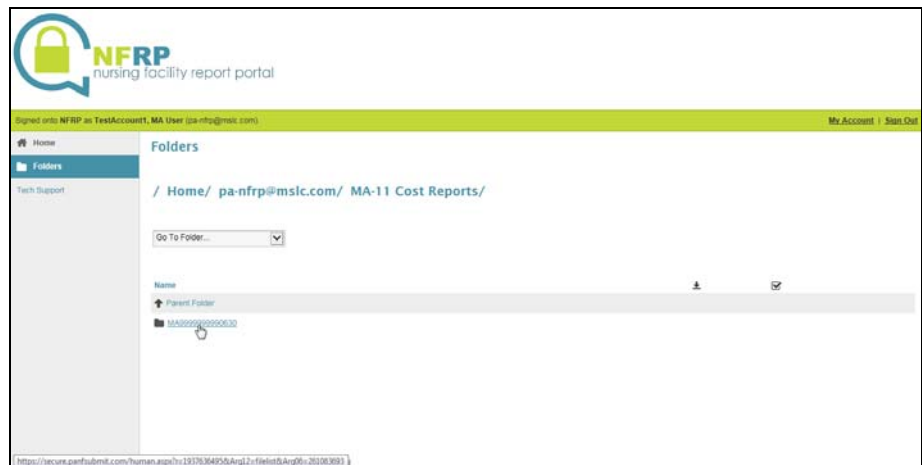 NFRP
nursing facility report portal
Signed onto NFRP as TestAccount1, MA User (pa-nfrp@mslc.com). My Account | Sign Out
Home
Folders
Tech Support
Folders
/ Home/ pa-nfrp@mslc.com/ MA-11 Cost Reports/
Go To Folder...
Name
Parent Folder